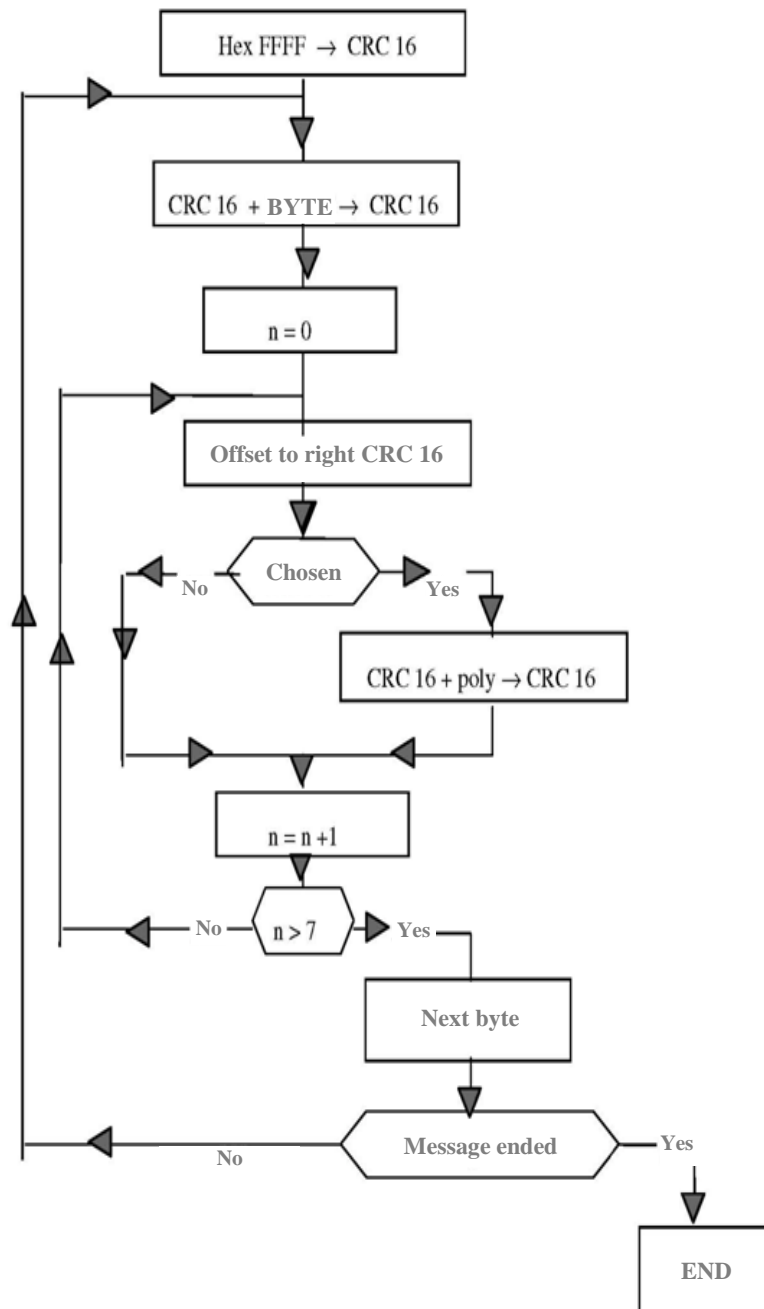 Hex FFFF → CRC 16
CRC 16 + BYTE → CRC 16
n = 0
Offset to right CRC 16
Chosen
No
Yes
CRC 16 + poly → CRC 16
n = n +1
n > 7
No
Yes
Next byte
Message ended
No
Yes
END